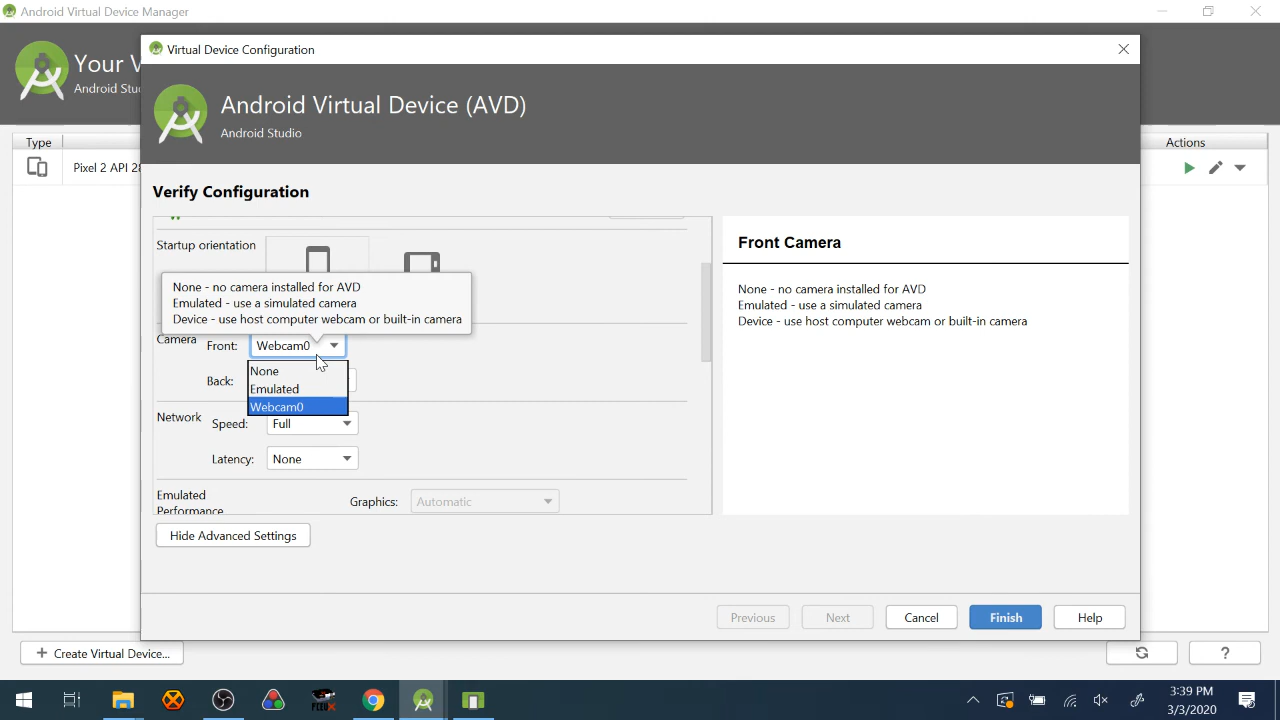 Android Virtual Device Manager
Your V
Android Stu
Type
Actions
Pixel 2 API 28
Virtual Device Configuration
Android Virtual Device (AVD)
Android Studio
Verify Configuration
Startup orientation
None - no camera installed for AVD
Emulated - use a simulated camera
Device - use host computer webcam or built-in camera
Camera
Front:
Webcam0
None
Emulated
Webcam0
Back:
Network
Speed:
Full
Latency:
None
Emulated
Performance
Graphics:
Automatic
Front Camera
None - no camera installed for AVD
Emulated - use a simulated camera
Device - use host computer webcam or built-in camera
Hide Advanced Settings
Previous
Next
Cancel
Finish
Help
+ Create Virtual Device...
?
3:39 PM
3/3/2020